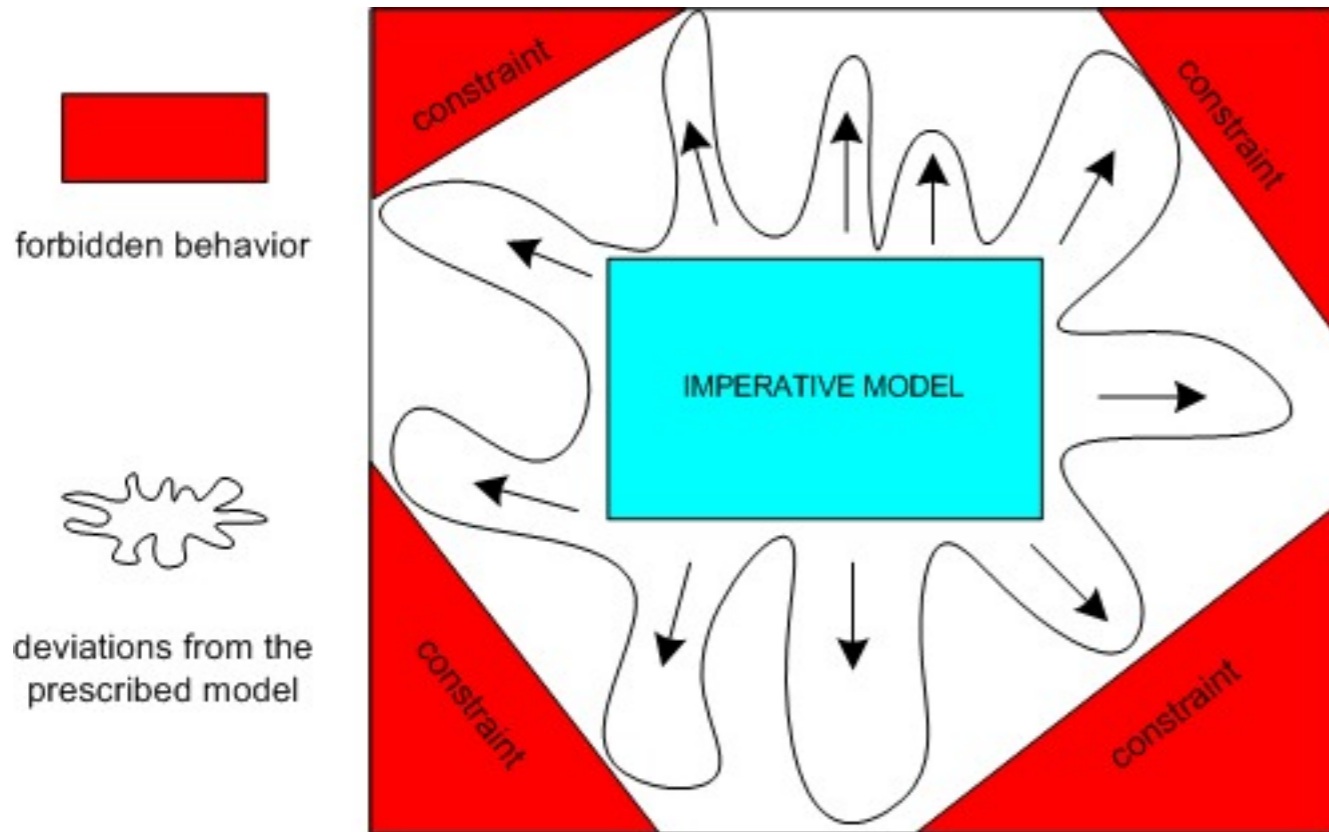 forbidden behavior
deviations from the
prescribed model
constraint
constraint
IMPERATIVE MODEL
constraint
constraint